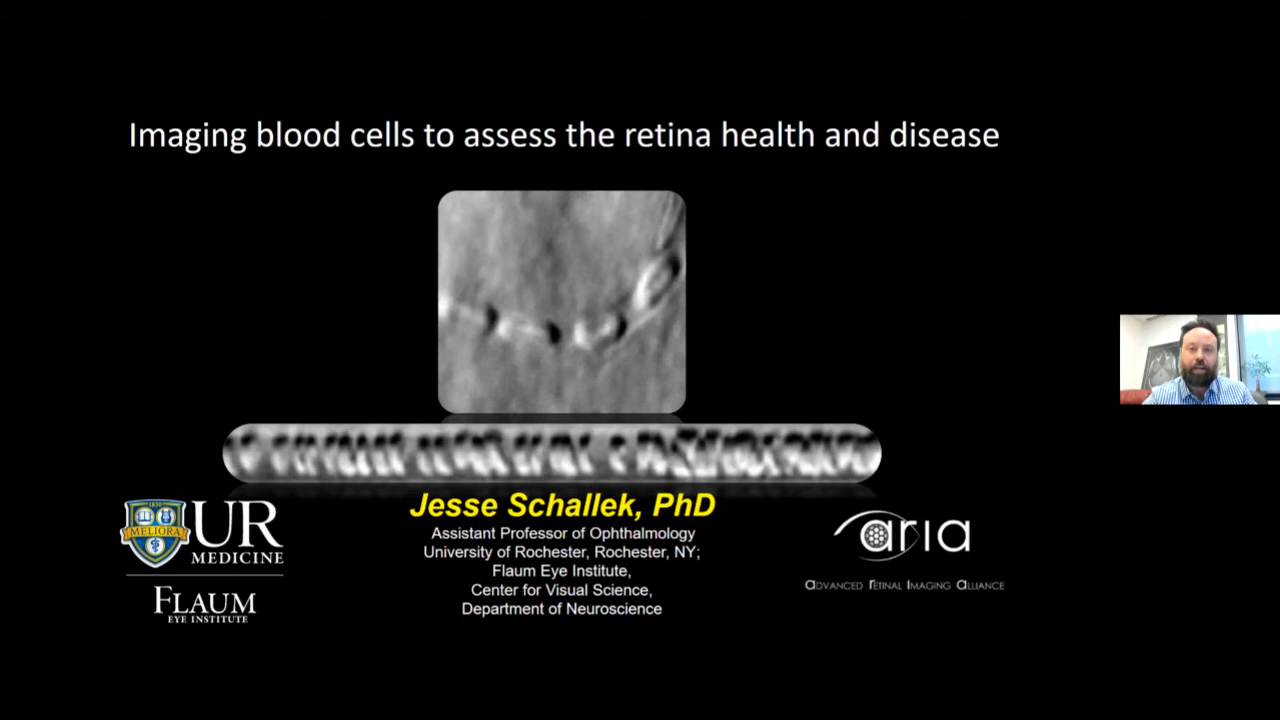 Imaging blood cells to assess the retina health and disease
Jesse Schallek, PhD
Assistant Professor of Ophthalmology
University of Rochester, Rochester, NY;
Flaum Eye Institute,
Center for Visual Science,
Department of Neuroscience
1850
MELIORA
UR
MEDICINE
FLAUM
EYE INSTITUTE
aria
ADVANCED RETINAL IMAGING ALLIANCE